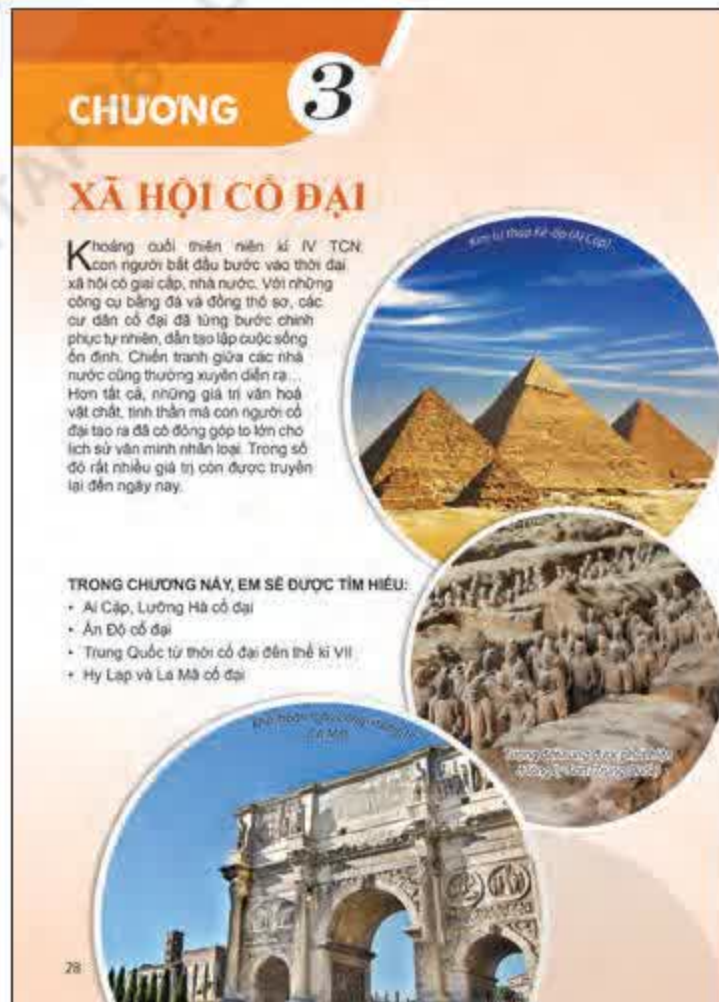 CHƯƠNG 3
XÃ HỘI CỔ ĐẠI
Khoảng cuối thiên niên kỉ IV TCN,
con người bắt đầu bước vào thời đại
xã hội có giai cấp, nhà nước. Với những
công cụ bằng đá và đồng thô sơ, các
cư dân cổ đại đã từng bước chinh
phục tự nhiên, dần tạo lập cuộc sống
ổn định. Chiến tranh giữa các nhà
nước cũng thường xuyên diễn ra...
Hơn tất cả, những giá trị văn hoá
vật chất, tinh thần mà con người cổ
đại tạo ra đã có đóng góp to lớn cho
lịch sử văn minh nhân loại. Trong số
đó rất nhiều giá trị còn được truyền
lại đến ngày nay.
Kim tự tháp Kê-ốp (Ai Cập)
TRONG CHƯƠNG NÀY, EM SẼ ĐƯỢC TÌM HIỂU:
• Ai Cập, Lưỡng Hà cổ đại
• Ấn Độ cổ đại
• Trung Quốc từ thời cổ đại đến thế kỉ VII
• Hy Lạp và La Mã cổ đại
28